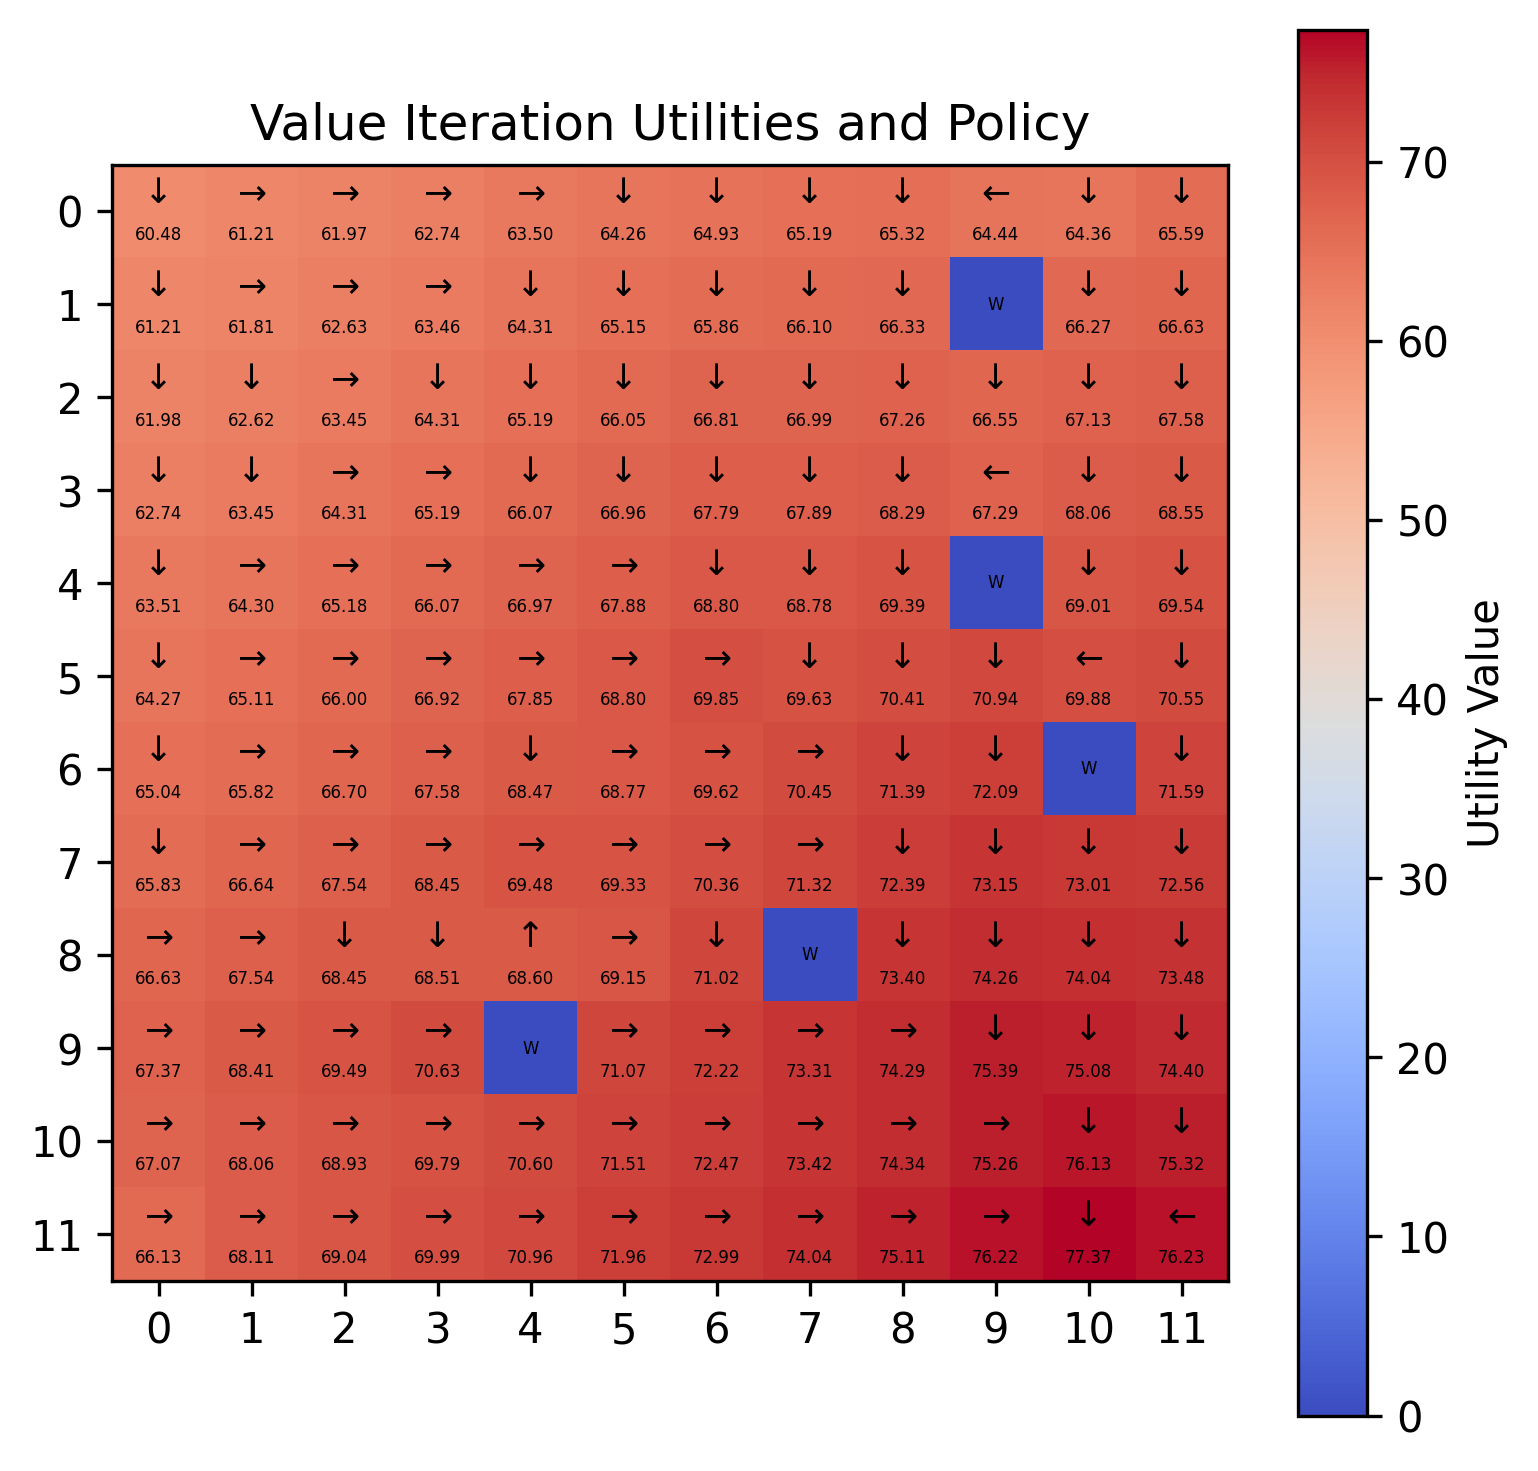 Value Iteration Utilities and Policy
0 ↓ → → → → ↓ ↓ ↓ ↓ ← ↓ ↓
60.48 61.21 61.97 62.74 63.50 64.26 64.93 65.19 65.32 64.44 64.36 65.59
1 ↓ → → → ↓ ↓ ↓ ↓ ↓ W ↓ ↓
61.21 61.81 62.63 63.46 64.31 65.15 65.86 66.10 66.33 66.27 66.63
2 ↓ ↓ → ↓ ↓ ↓ ↓ ↓ ↓ ↓ ↓ ↓
61.98 62.62 63.45 64.31 65.19 66.05 66.81 66.99 67.26 66.55 67.13 67.58
3 ↓ ↓ → → ↓ ↓ ↓ ↓ ↓ ← ↓ ↓
62.74 63.45 64.31 65.19 66.07 66.96 67.79 67.89 68.29 67.29 68.06 68.55
4 ↓ → → → → → ↓ ↓ ↓ W ↓ ↓
63.51 64.30 65.18 66.07 66.97 67.88 68.80 68.78 69.39 69.01 69.54
5 ↓ → → → → → → ↓ ↓ ↓ ← ↓
64.27 65.11 66.00 66.92 67.85 68.80 69.85 69.63 70.41 70.94 69.88 70.55
6 ↓ → → → ↓ → → → ↓ ↓ W ↓
65.04 65.82 66.70 67.58 68.47 68.77 69.62 70.45 71.39 72.09 71.59
7 ↓ → → → → → → → ↓ ↓ ↓ ↓
65.83 66.64 67.54 68.45 69.48 69.33 70.36 71.32 72.39 73.15 73.01 72.56
8 → → ↓ ↓ ↑ → ↓ W ↓ ↓ ↓ ↓
66.63 67.54 68.45 68.51 68.60 69.15 71.02 73.40 74.26 74.04 73.48
9 → → → → W → → → → ↓ ↓ ↓
67.37 68.41 69.49 70.63 71.07 72.22 73.31 74.29 75.39 75.08 74.40
10 → → → → → → → → → → ↓ ↓
67.07 68.06 68.93 69.79 70.60 71.51 72.47 73.42 74.34 75.26 76.13 75.32
11 → → → → → → → → → → ↓ ←
66.13 68.11 69.04 69.99 70.96 71.96 72.99 74.04 75.11 76.22 77.37 76.23
0 1 2 3 4 5 6 7 8 9 10 11
70
60
50
40
30
20
10
0
Utility Value